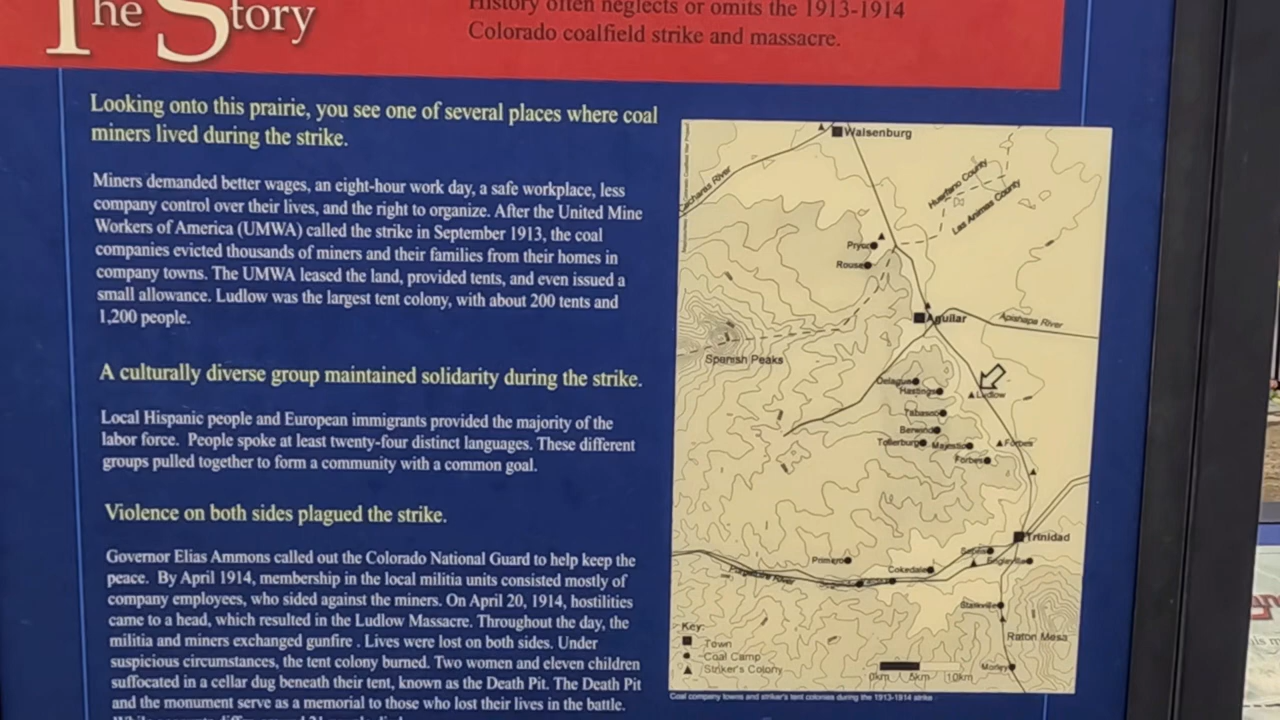 The Story
History often neglects or omits the 1913-1914
Colorado coalfield strike and massacre.
Looking onto this prairie, you see one of several places where coal
miners lived during the strike.
Miners demanded better wages, an eight-hour work day, a safe workplace, less
company control over their lives, and the right to organize. After the United Mine
Workers of America (UMWA) called the strike in September 1913, the coal
companies evicted thousands of miners and their families from their homes in
company towns. The UMWA leased the land, provided tents, and even issued a
small allowance. Ludlow was the largest tent colony, with about 200 tents and
1,200 people.
A culturally diverse group maintained solidarity during the strike.
Local Hispanic people and European immigrants provided the majority of the
labor force. People spoke at least twenty-four distinct languages. These different
groups pulled together to form a community with a common goal.
Violence on both sides plagued the strike.
Governor Elias Ammons called out the Colorado National Guard to help keep the
peace. By April 1914, membership in the local militia units consisted mostly of
company employees, who sided against the miners. On April 20, 1914, hostilities
came to a head, which resulted in the Ludlow Massacre. Throughout the day, the
militia and miners exchanged gunfire . Lives were lost on both sides. Under
suspicious circumstances, the tent colony burned. Two women and eleven children
suffocated in a cellar dug beneath their tent, known as the Death Pit. The Death Pit
and the monument serve as a memorial to those who lost their lives in the battle.
Walsenburg
River
Huerfano County
Las Animas County
Pryor
Rouse
Aguilar
Apishapa River
Spanish Peaks
Delagua
Hastings
Ludlow
Tabasco
Berwind
Tollerburg
Majestic
Forbes
Forbes
Trinidad
Primero
Cokedale
Engleville
River
Starkville
Raton Mesa
Morley
Key:
Town
Coal Camp
Striker's Colony
0km 5km 10km
Coal company towns and striker's tent colonies during the 1913-1914 strike